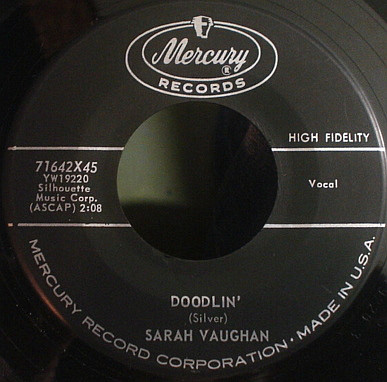 Mercury
®
RECORDS
HIGH FIDELITY
71642X45
YW19220
Silhouette
Music Corp.
(ASCAP) 2:08
Vocal
DOODLIN'
(Silver)
SARAH VAUGHAN
MERCURY RECORD CORPORATION · MADE IN U.S.A.